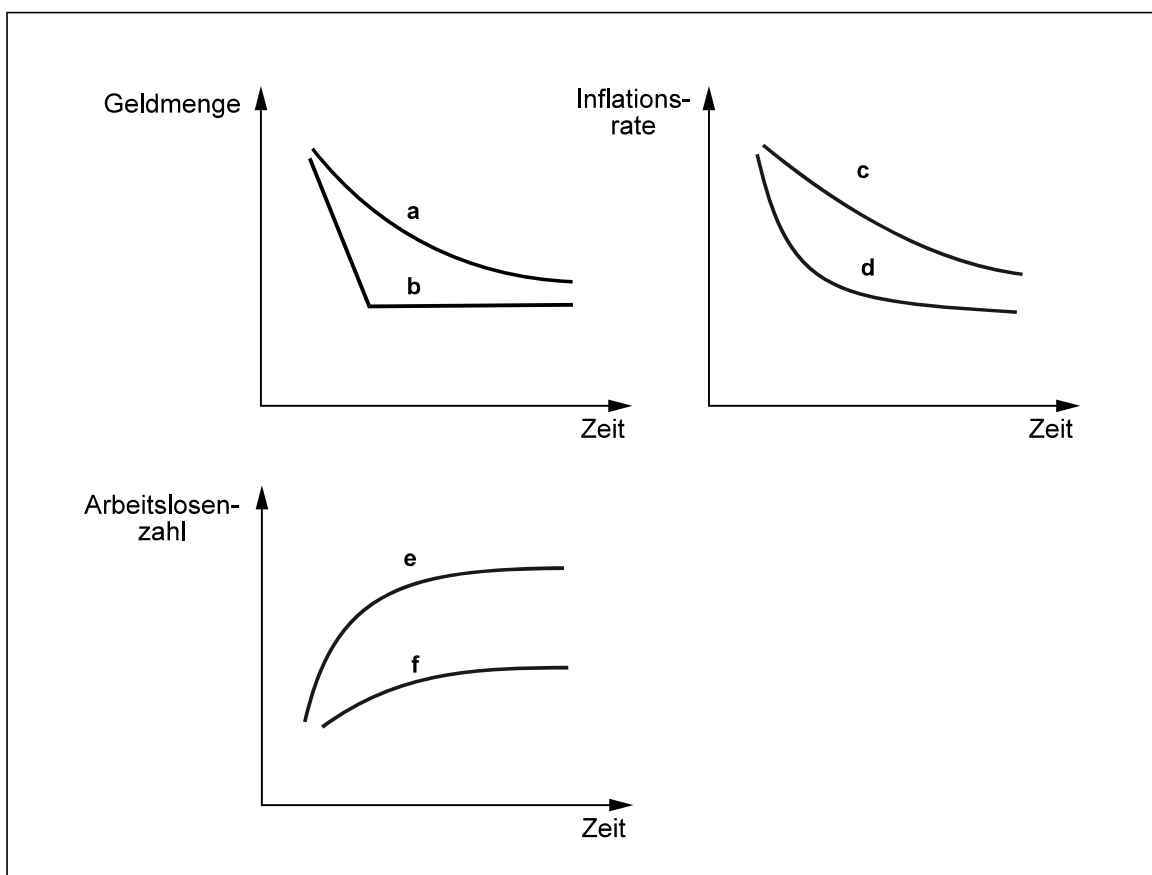 Geldmenge
a
b
Zeit
Inflations-
rate
c
d
Zeit
Arbeitslosen-
zahl
e
f
Zeit